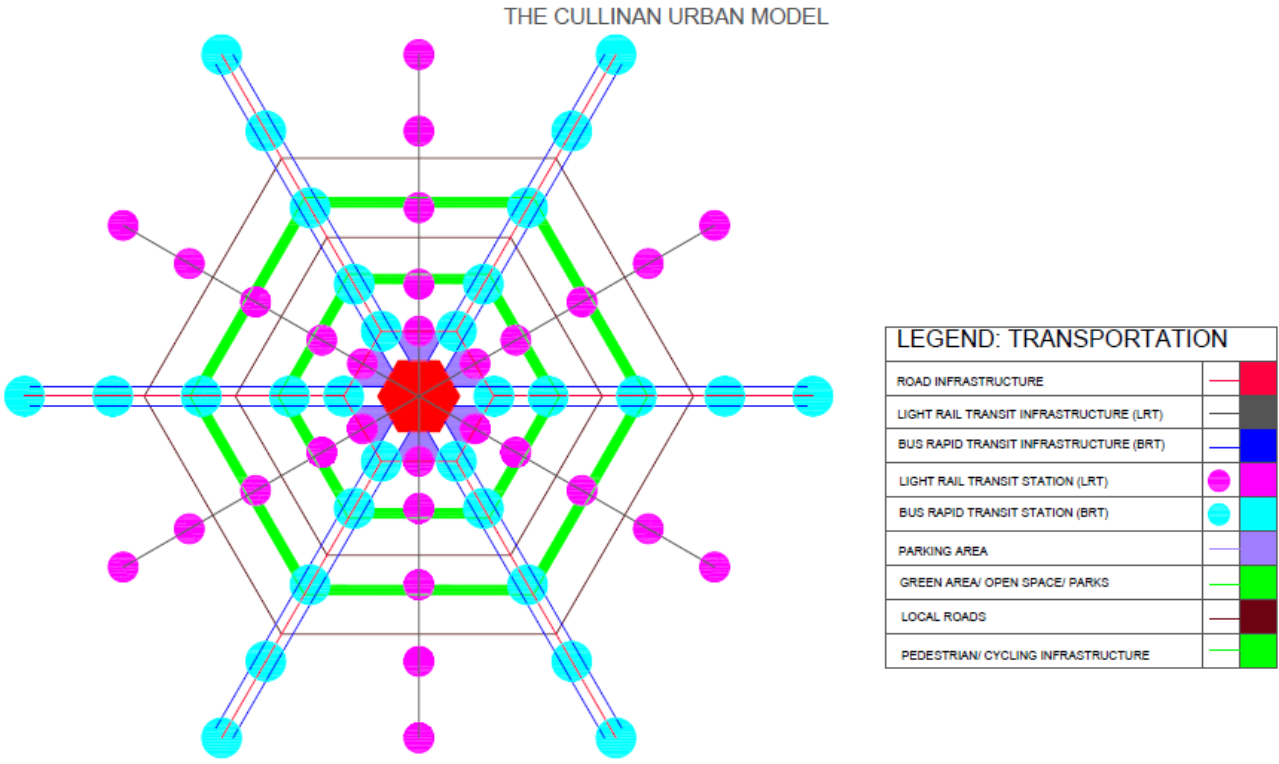 THE CULLINAN URBAN MODEL
LEGEND: TRANSPORTATION
ROAD INFRASTRUCTURE
LIGHT RAIL TRANSIT INFRASTRUCTURE (LRT)
BUS RAPID TRANSIT INFRASTRUCTURE (BRT)
LIGHT RAIL TRANSIT STATION (LRT)
BUS RAPID TRANSIT STATION (BRT)
PARKING AREA
GREEN AREA/ OPEN SPACE/ PARKS
LOCAL ROADS
PEDESTRIAN/ CYCLING INFRASTRUCTURE